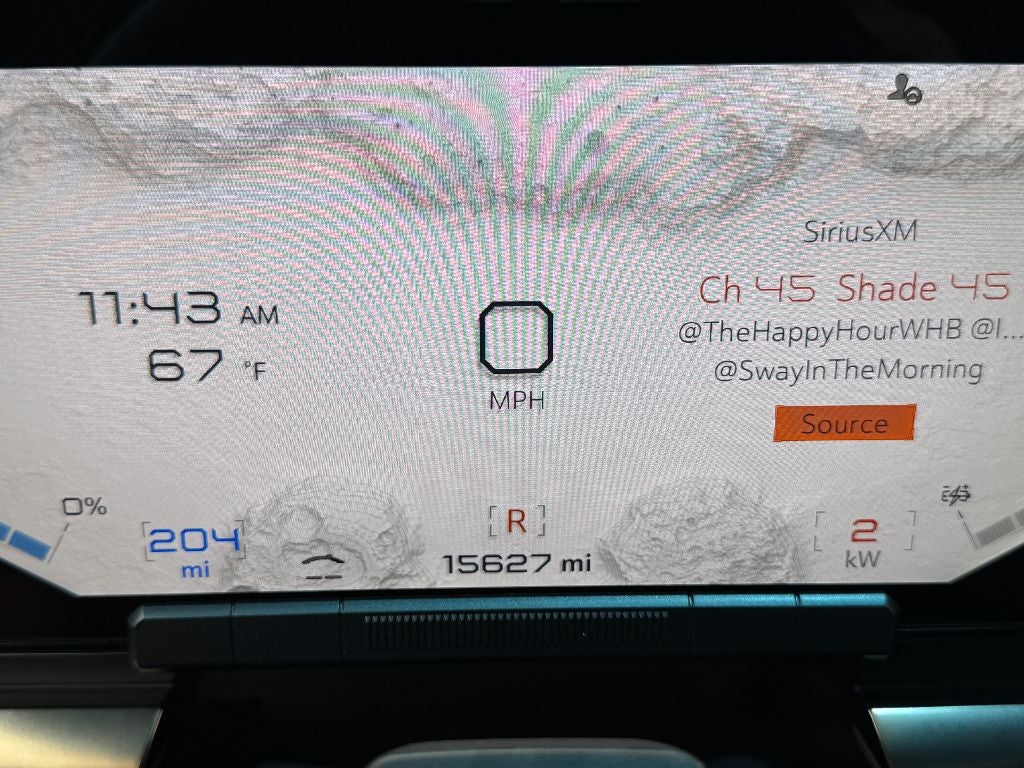 SiriusXM
Ch 45 Shade 45
@TheHappyHourWHB @I...
@SwayInTheMorning
Source
11:43 AM
67 °F
0
MPH
0%
204
mi
[R]
15627 mi
2
kW